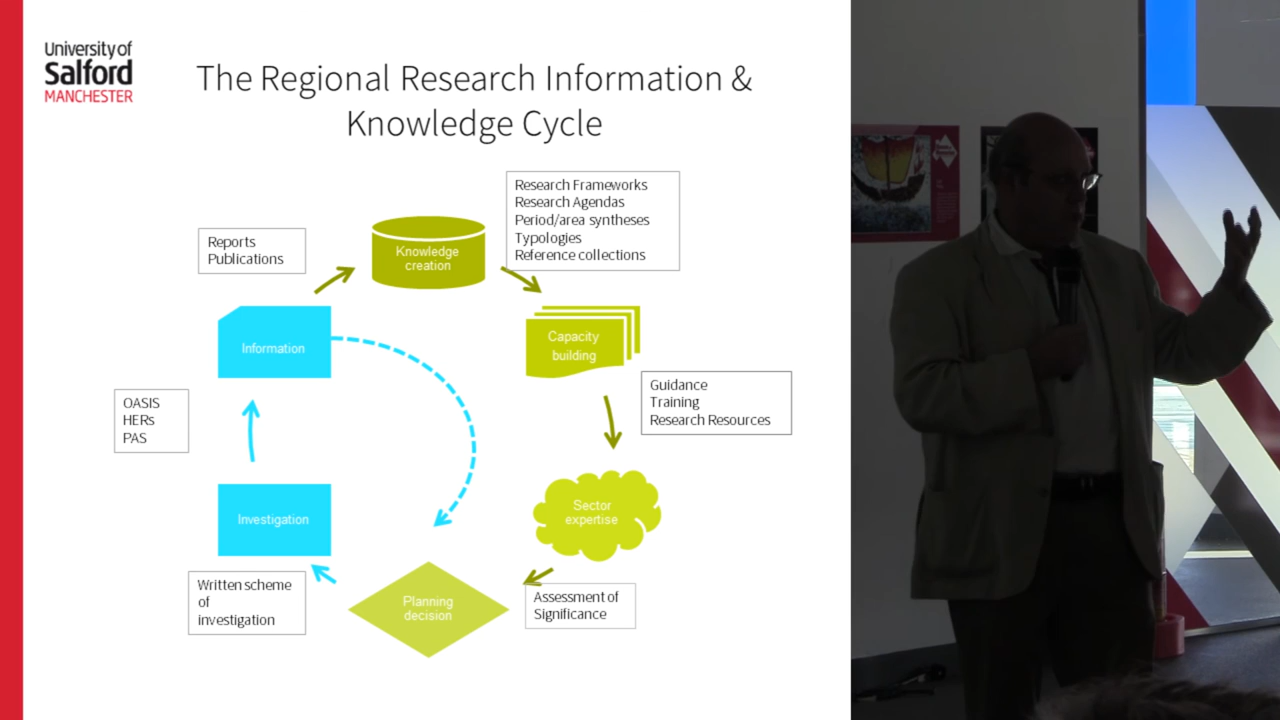 University of
Salford
MANCHESTER
The Regional Research Information &
Knowledge Cycle
Research Frameworks
Research Agendas
Period/area syntheses
Typologies
Reference collections
Reports
Publications
Knowledge
creation
Information
Capacity
building
Guidance
Training
Research Resources
OASIS
HERs
PAS
Investigation
Sector
expertise
Written scheme
of
investigation
Planning
decision
Assessment of
Significance